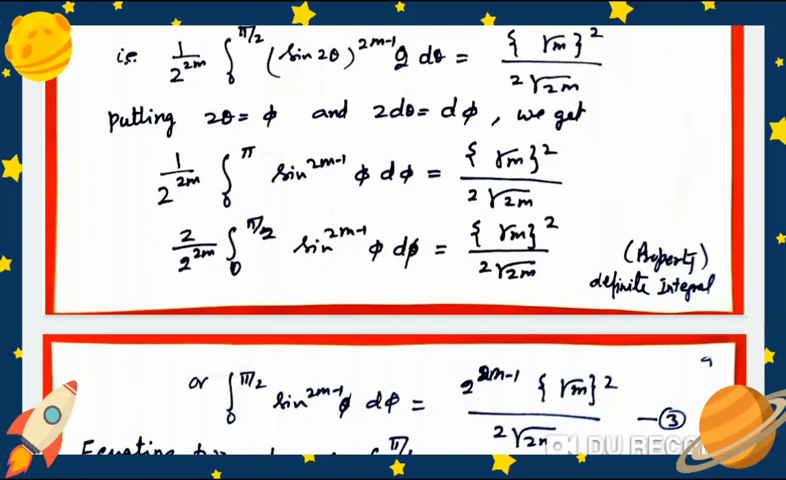 i.e. 1/2^{2m} ∫_0^{π/2} (sin 2θ)^{2m-1} 2 dθ = {Γm}^2 / 2Γ2m
putting 2θ = φ and 2dθ = dφ, we get
1/2^{2m} ∫_0^{π} sin^{2m-1} φ dφ = {Γm}^2 / 2Γ2m
2/2^{2m} ∫_0^{π/2} sin^{2m-1} φ dφ = {Γm}^2 / 2Γ2m
(Property)
definite Integral
or ∫_0^{π/2} sin^{2m-1} φ dφ = 2^{2m-1} {Γm}^2 / 2Γ2m — ③
DU RECO
Equating